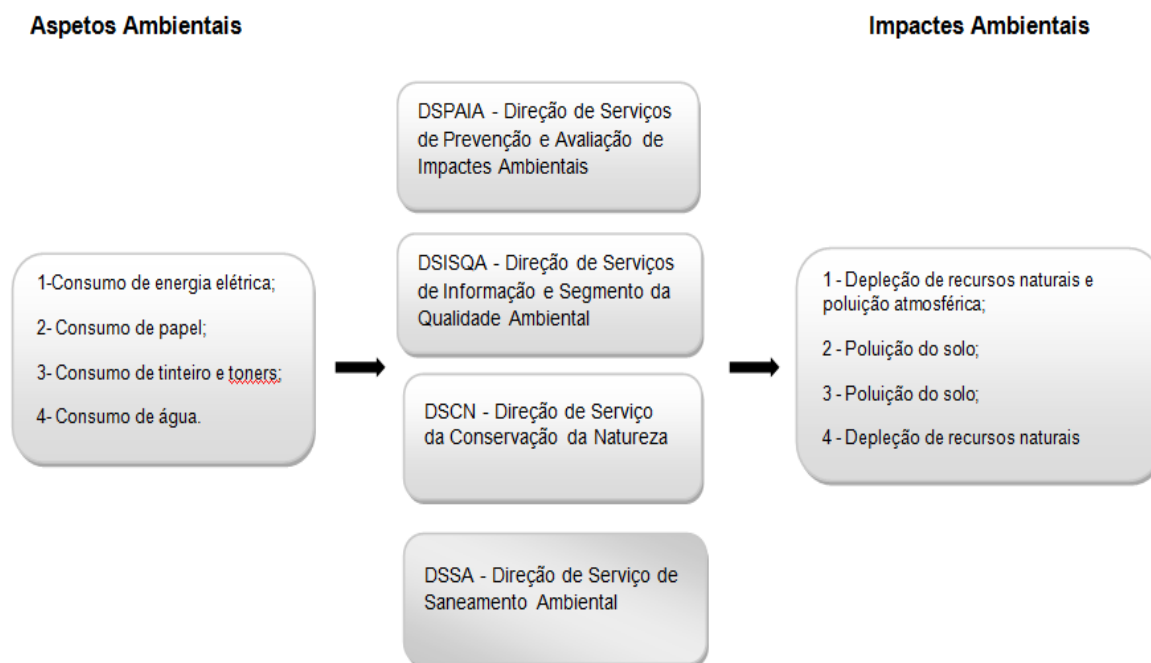 Aspetos Ambientais
Impactes Ambientais
DSPAIA - Direção de Serviços
de Prevenção e Avaliação de
Impactes Ambientais
1-Consumo de energia elétrica;
2- Consumo de papel;
3- Consumo de tinteiro e toners;
4- Consumo de água.
DSISQA - Direção de Serviços
de Informação e Segmento da
Qualidade Ambiental
DSCN - Direção de Serviço
da Conservação da Natureza
DSSA - Direção de Serviço de
Saneamento Ambiental
1 - Depleção de recursos naturais e
poluição atmosférica;
2 - Poluição do solo;
3 - Poluição do solo;
4 - Depleção de recursos naturais